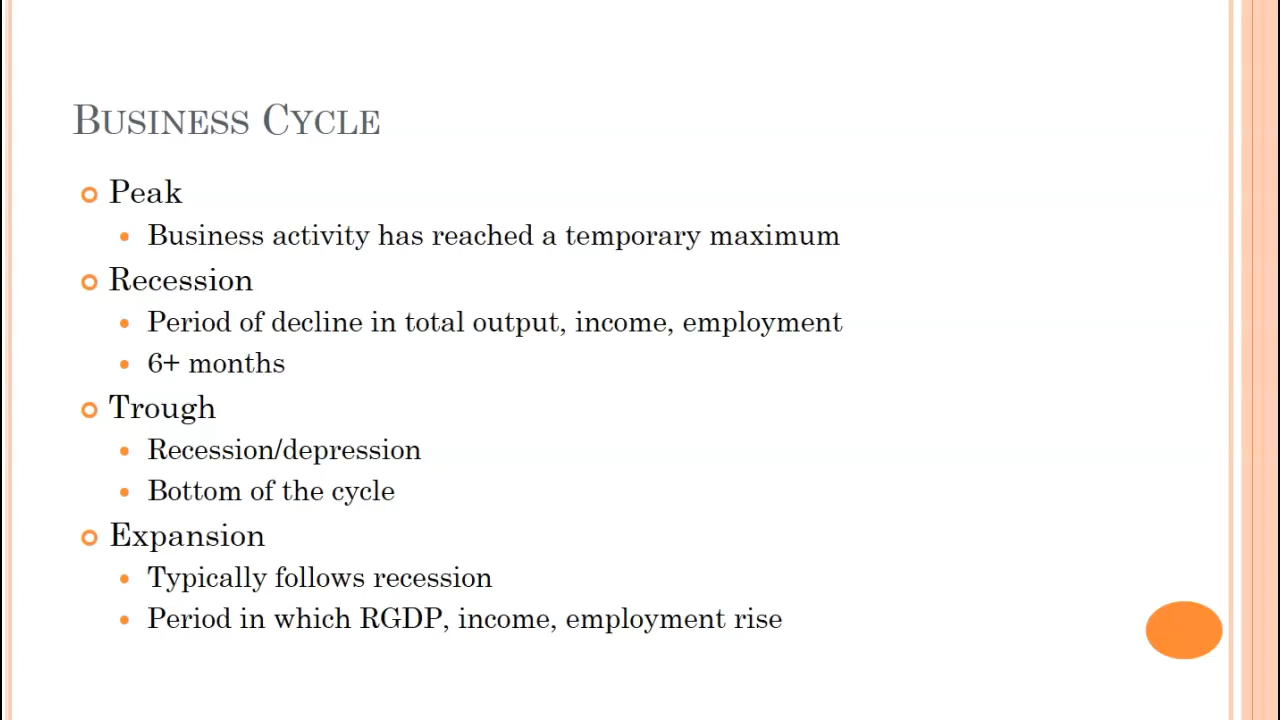 Business Cycle
Peak
Business activity has reached a temporary maximum
Recession
Period of decline in total output, income, employment
6+ months
Trough
Recession/depression
Bottom of the cycle
Expansion
Typically follows recession
Period in which RGDP, income, employment rise